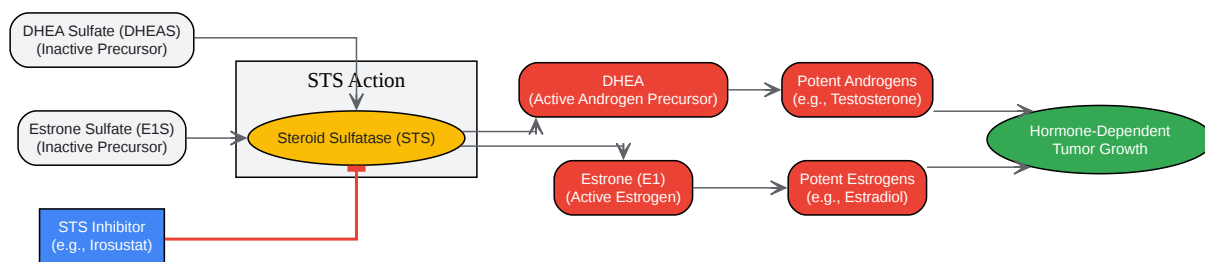 DHEA Sulfate (DHEAS)
(Inactive Precursor)
Estrone Sulfate (E1S)
(Inactive Precursor)
STS Inhibitor
(e.g., Irosustat)
STS Action
Steroid Sulfatase (STS)
DHEA
(Active Androgen Precursor)
Estrone (E1)
(Active Estrogen)
Potent Androgens
(e.g., Testosterone)
Potent Estrogens
(e.g., Estradiol)
Hormone-Dependent
Tumor Growth